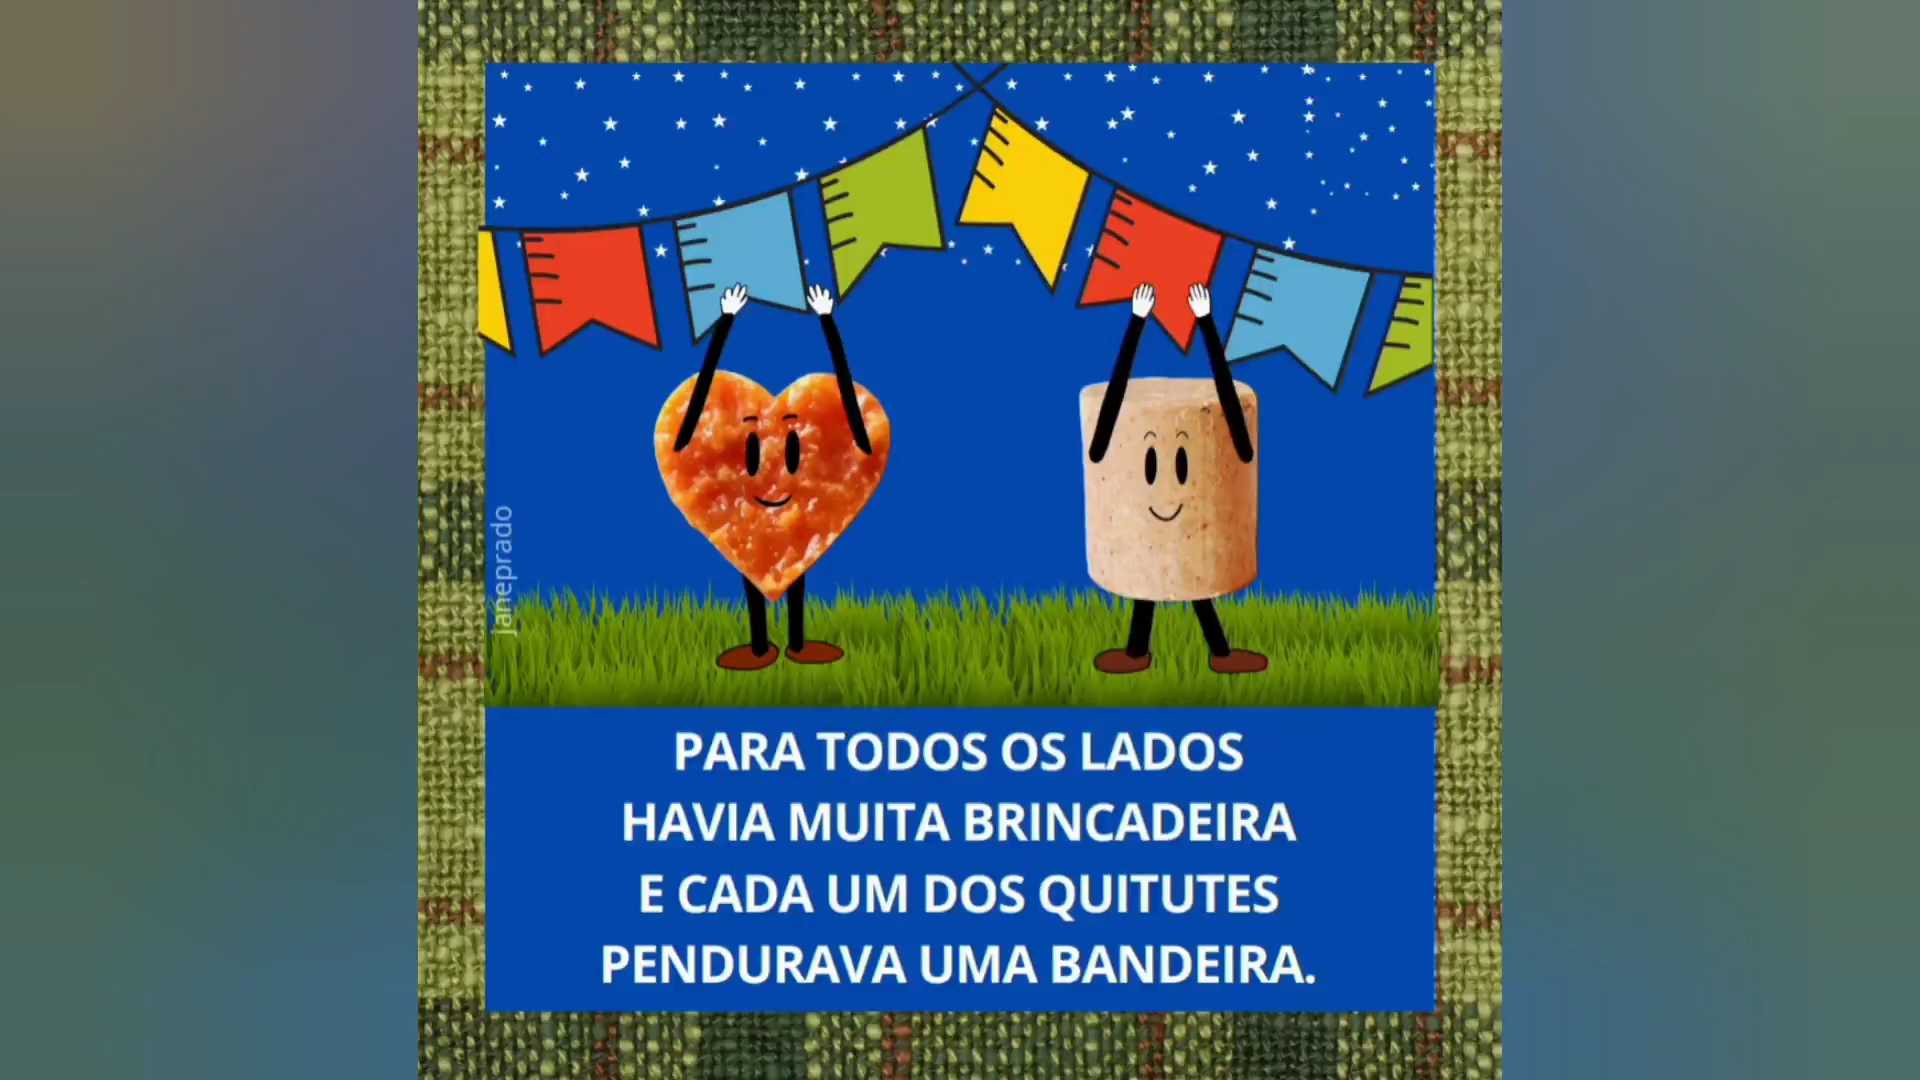 janeprado
PARA TODOS OS LADOS
HAVIA MUITA BRINCADEIRA
E CADA UM DOS QUITUTES
PENDURAVA UMA BANDEIRA.